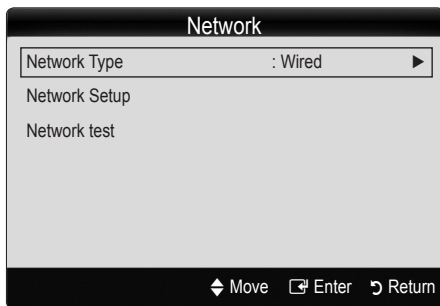 Network
Network Type : Wired ▶
Network Setup
Network test
Move Enter Return